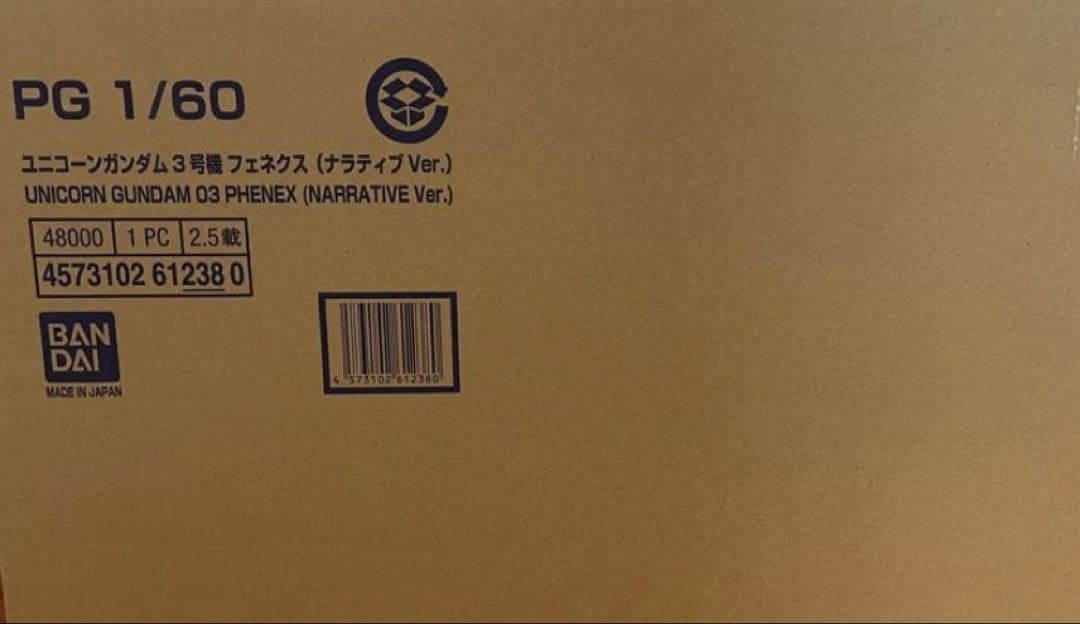 PG 1/60
ユニコーンガンダム3号機 フェネクス (ナラティブ Ver.)
UNICORN GUNDAM 03 PHENEX (NARRATIVE Ver.)
48000 1 PC 2.5載
4573102 61238 0
BAN
DAI
MADE IN JAPAN
4 573102 612380